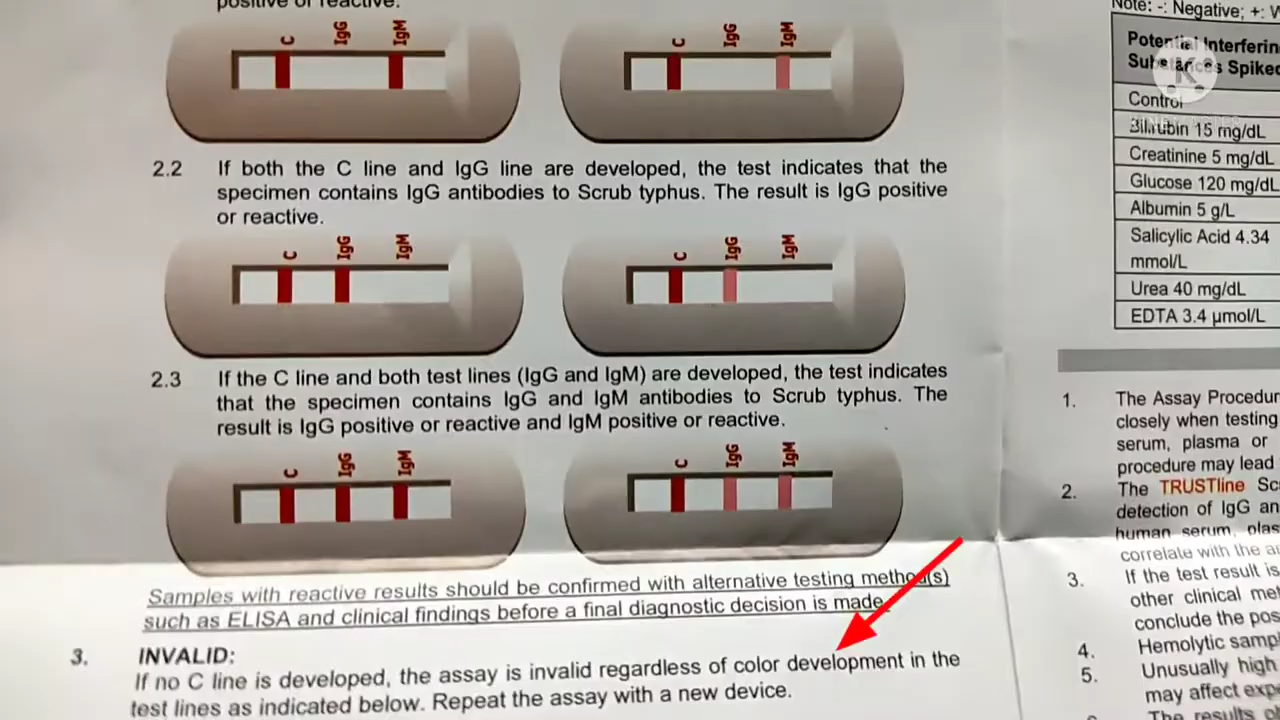 positive or reactive.
C IgG IgM
C IgG IgM
2.2 If both the C line and IgG line are developed, the test indicates that the
specimen contains IgG antibodies to Scrub typhus. The result is IgG positive
or reactive.
C IgG IgM
C IgG IgM
2.3 If the C line and both test lines (IgG and IgM) are developed, the test indicates
that the specimen contains IgG and IgM antibodies to Scrub typhus. The
result is IgG positive or reactive and IgM positive or reactive.
C IgG IgM
C IgG IgM
Samples with reactive results should be confirmed with alternative testing method(s)
such as ELISA and clinical findings before a final diagnostic decision is made.
3. INVALID:
If no C line is developed, the assay is invalid regardless of color development in the
test lines as indicated below. Repeat the assay with a new device.
Note: -: Negative; +:
Potential Interferin
Substances Spiked
Control
Bilirubin 15 mg/dL
Creatinine 5 mg/dL
Glucose 120 mg/dL
Albumin 5 g/L
Salicylic Acid 4.34
mmol/L
Urea 40 mg/dL
EDTA 3.4 µmol/L
1. The Assay Procedur
closely when testing
serum, plasma or
procedure may lead
2. The TRUSTline Sc
detection of IgG an
human serum, plas
correlate with the
3. If the test result is
other clinical met
conclude the pos
4. Hemolytic samp
5. Unusually high
may affect exp
The results of